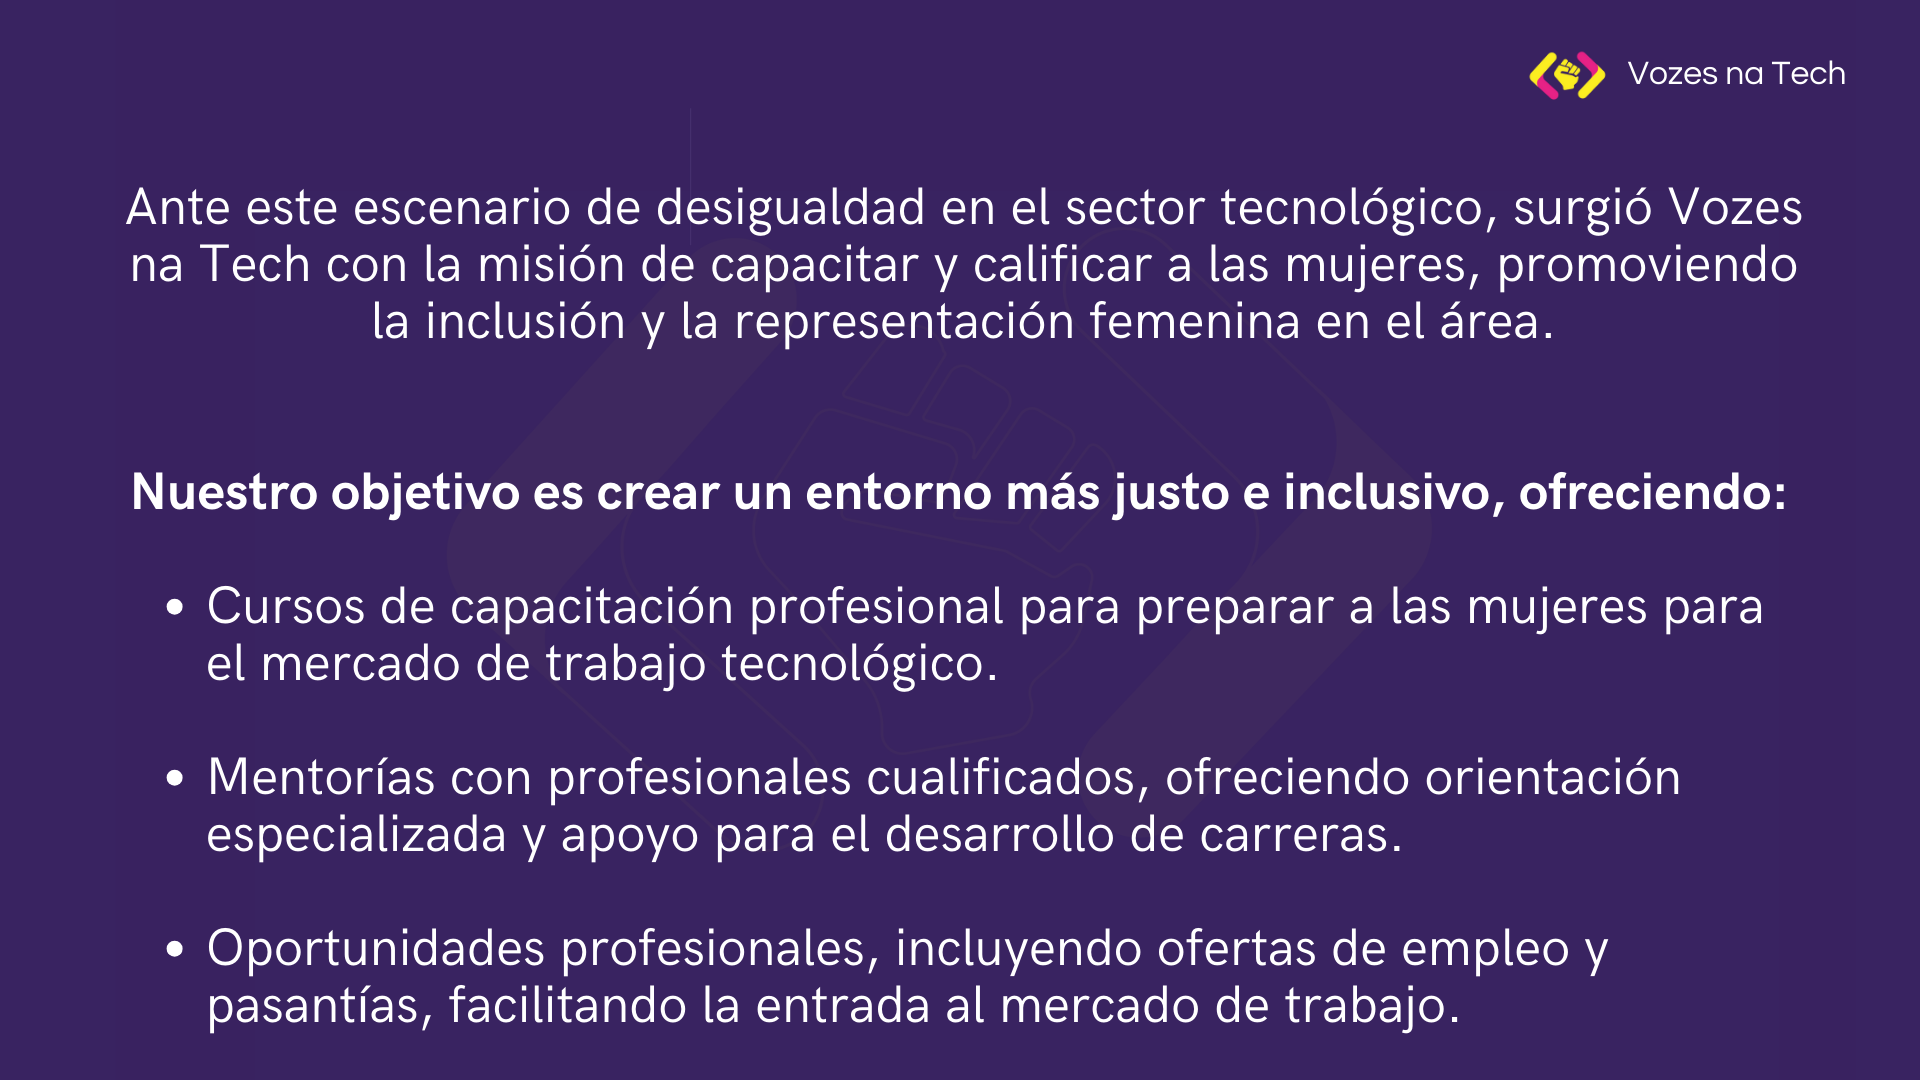 Vozes na Tech
Ante este escenario de desigualdad en el sector tecnológico, surgió Vozes
na Tech con la misión de capacitar y calificar a las mujeres, promoviendo
la inclusión y la representación femenina en el área.
Nuestro objetivo es crear un entorno más justo e inclusivo, ofreciendo:
• Cursos de capacitación profesional para preparar a las mujeres para
el mercado de trabajo tecnológico.
• Mentorías con profesionales cualificados, ofreciendo orientación
especializada y apoyo para el desarrollo de carreras.
• Oportunidades profesionales, incluyendo ofertas de empleo y
pasantías, facilitando la entrada al mercado de trabajo.